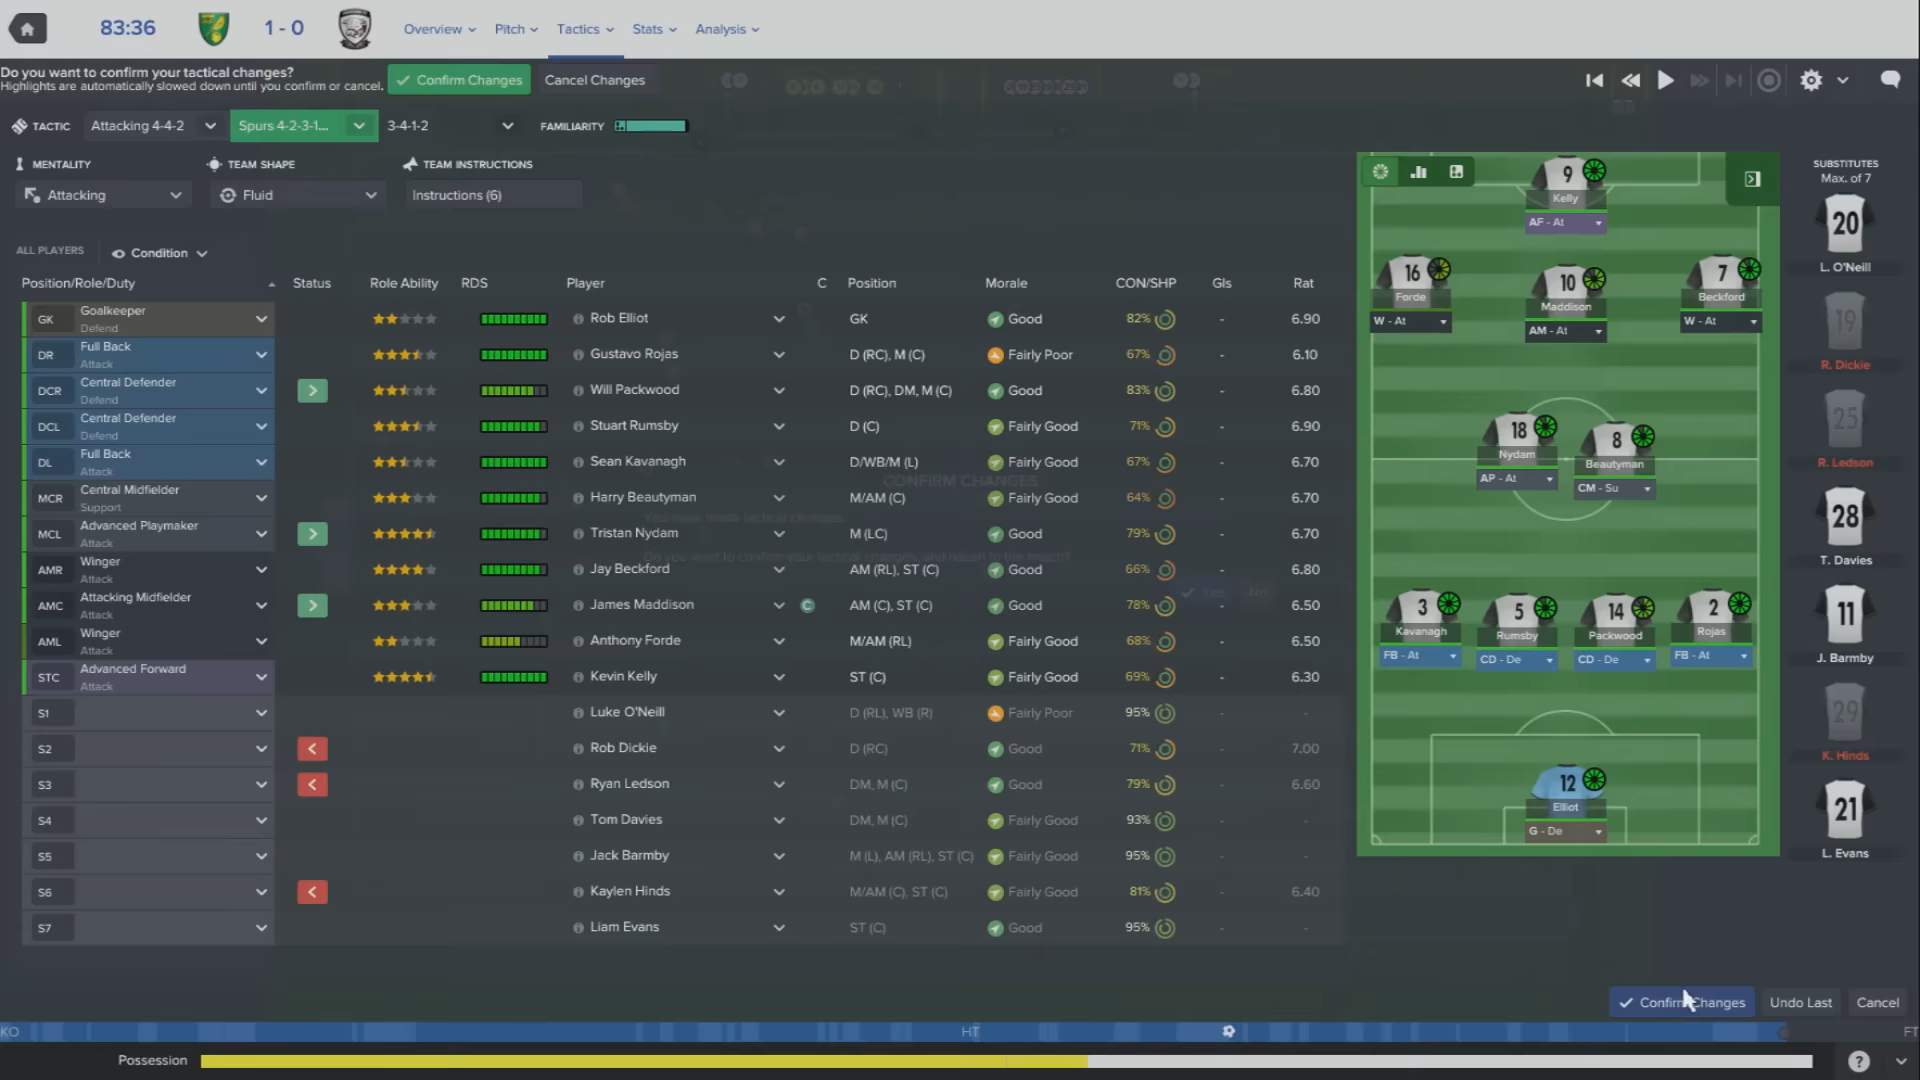 83:36
1 - 0
Overview
Pitch
Tactics
Stats
Analysis
Do you want to confirm your tactical changes?
Highlights are automatically slowed down until you confirm or cancel.
Confirm Changes
Cancel Changes
TACTIC
Attacking 4-4-2
Spurs 4-2-3-1...
3-4-1-2
FAMILIARITY
MENTALITY
TEAM SHAPE
TEAM INSTRUCTIONS
Attacking
Fluid
Instructions (6)
ALL PLAYERS
Condition
Position/Role/Duty Status Role Ability RDS Player C Position Morale CON/SHP Gls Rat
GK Goalkeeper Defend Rob Elliot GK Good 82% - 6.90
DR Full Back Attack Gustavo Rojas D (RC), M (C) Fairly Poor 67% - 6.10
DCR Central Defender Defend Will Packwood D (RC), DM, M (C) Good 83% - 6.80
DCL Central Defender Defend Stuart Rumsby D (C) Fairly Good 71% - 6.90
DL Full Back Attack Sean Kavanagh D/WB/M (L) Fairly Good 67% - 6.70
MCR Central Midfielder Support Harry Beautyman M/AM (C) Fairly Good 64% - 6.70
MCL Advanced Playmaker Attack Tristan Nydam M (LC) Good 79% - 6.70
AMR Winger Attack Jay Beckford AM (RL), ST (C) Good 66% - 6.80
AMC Attacking Midfielder Attack James Maddison C AM (C), ST (C) Good 78% - 6.50
AML Winger Attack Anthony Forde M/AM (RL) Fairly Good 68% - 6.50
STC Advanced Forward Attack Kevin Kelly ST (C) Fairly Good 69% - 6.30
S1 Luke O'Neill D (RL), WB (R) Fairly Poor 95% - -
S2 Rob Dickie D (RC) Good 71% - 7.00
S3 Ryan Ledson DM, M (C) Good 79% - 6.60
S4 Tom Davies DM, M (C) Fairly Good 93% - -
S5 Jack Barmby M (L), AM (RL), ST (C) Fairly Good 95% - -
S6 Kaylen Hinds M/AM (C), ST (C) Fairly Good 81% - 6.40
S7 Liam Evans ST (C) Good 95% - -
CONFIRM CHANGES
Do you want to confirm your tactical changes, and return to the match?
Yes
No
9
Kelly
AF - At
16
Forde
W - At
10
Maddison
AM - At
7
Beckford
W - At
18
Nydam
AP - At
8
Beautyman
CM - Su
3
Kavanagh
FB - At
5
Rumsby
CD - De
14
Packwood
CD - De
2
Rojas
FB - At
12
Elliot
G - De
SUBSTITUTES
Max. of 7
20
L. O'Neill
19
R. Dickie
25
R. Ledson
28
T. Davies
11
J. Barmby
29
K. Hinds
21
L. Evans
Confirm Changes
Undo Last
Cancel
KO
HT
FT
Possession
?